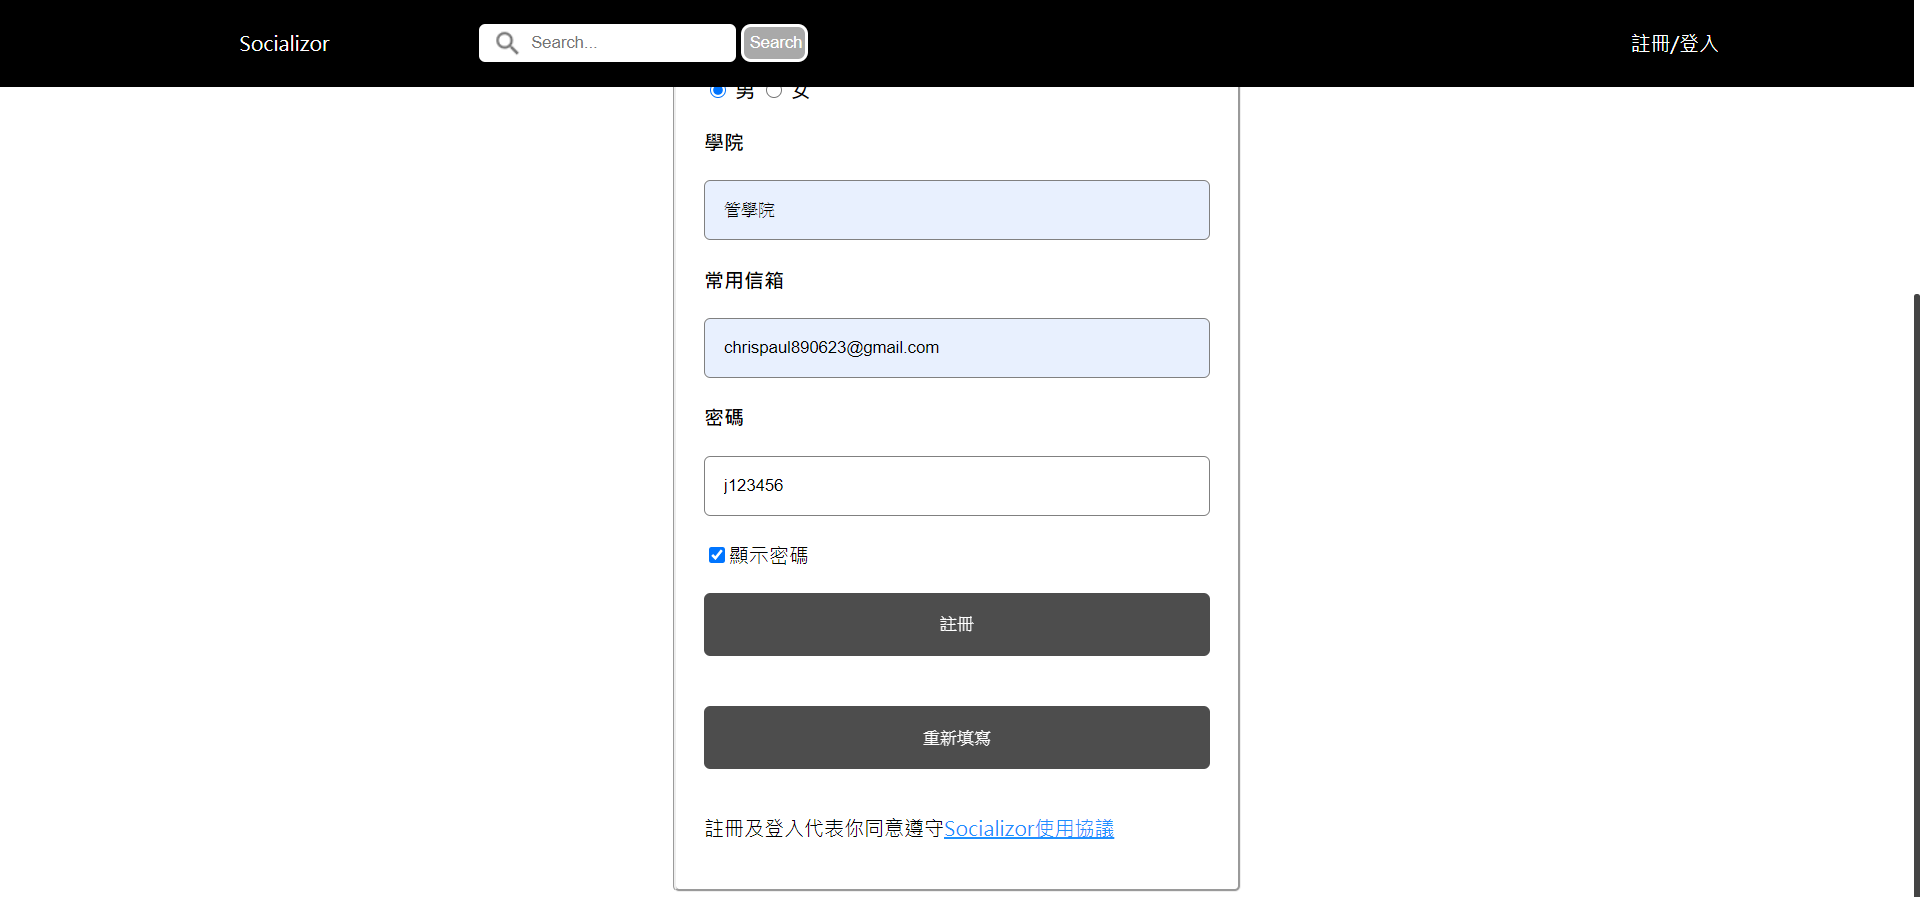 Socializor
Search...
Search
註冊/登入
男 女
學院
管學院
常用信箱
chrispaul890623@gmail.com
密碼
j123456
顯示密碼
註冊
重新填寫
註冊及登入代表你同意遵守Socializor使用協議